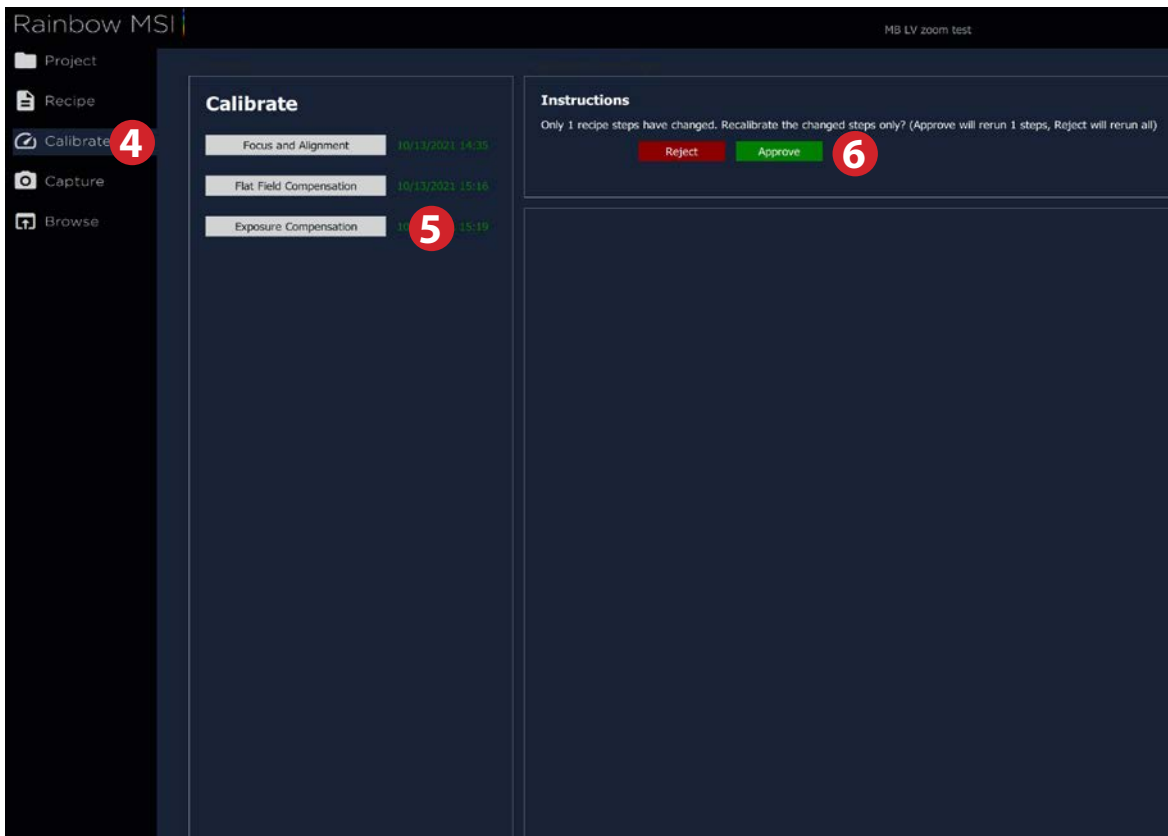 Rainbow MSI
MB LV zoom test
Project
Recipe
Calibrate 4
Capture
Browse
Calibrate
Focus and Alignment 10/13/2021 14:35
Flat Field Compensation 10/13/2021 15:16
Exposure Compensation 5 15:19
Instructions
Only 1 recipe steps have changed. Recalibrate the changed steps only? (Approve will rerun 1 steps, Reject will rerun all)
Reject Approve 6